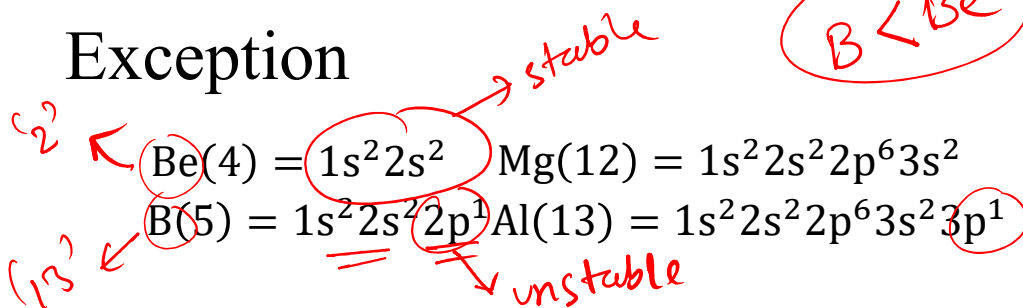 B < Be
Exception
stable
'2'
Be(4) = 1s²2s² Mg(12) = 1s²2s²2p⁶3s²
B(5) = 1s²2s²2p¹ Al(13) = 1s²2s²2p⁶3s²3p¹
'13'
unstable